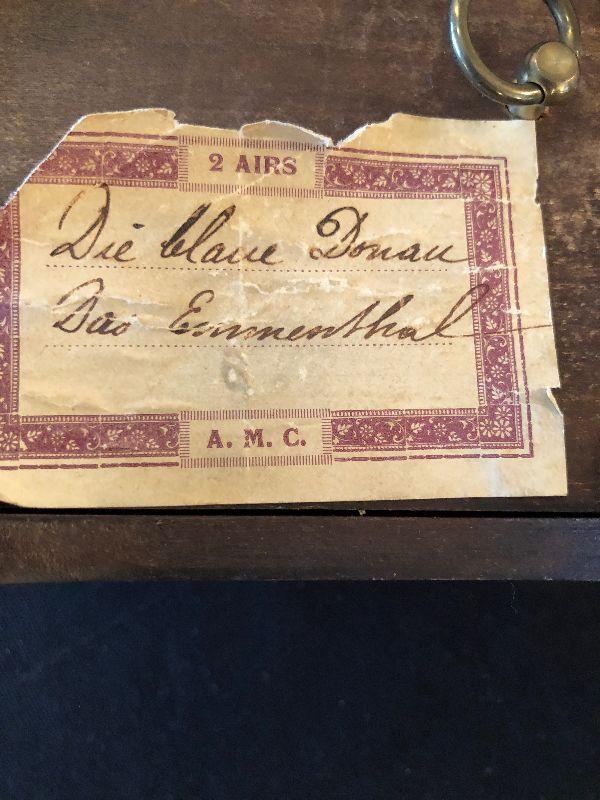 2 AIRS
Die blaue Donau
Das Emmenthal
A. M. C.